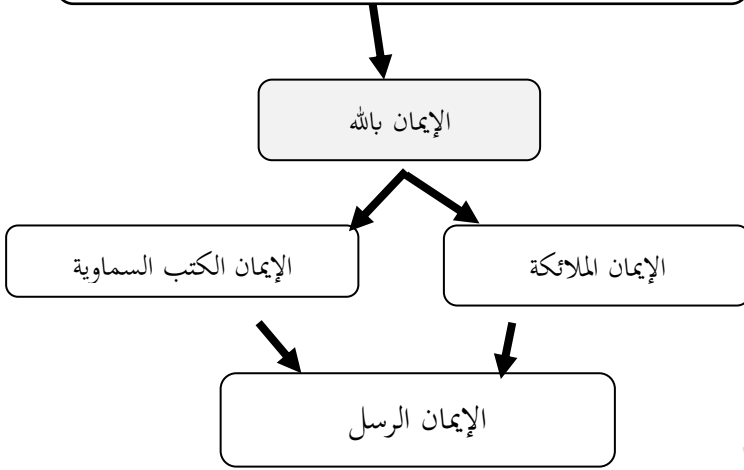 الإيمان بالله
الإيمان الملائكة
الإيمان الكتب السماوية
الإيمان الرسل